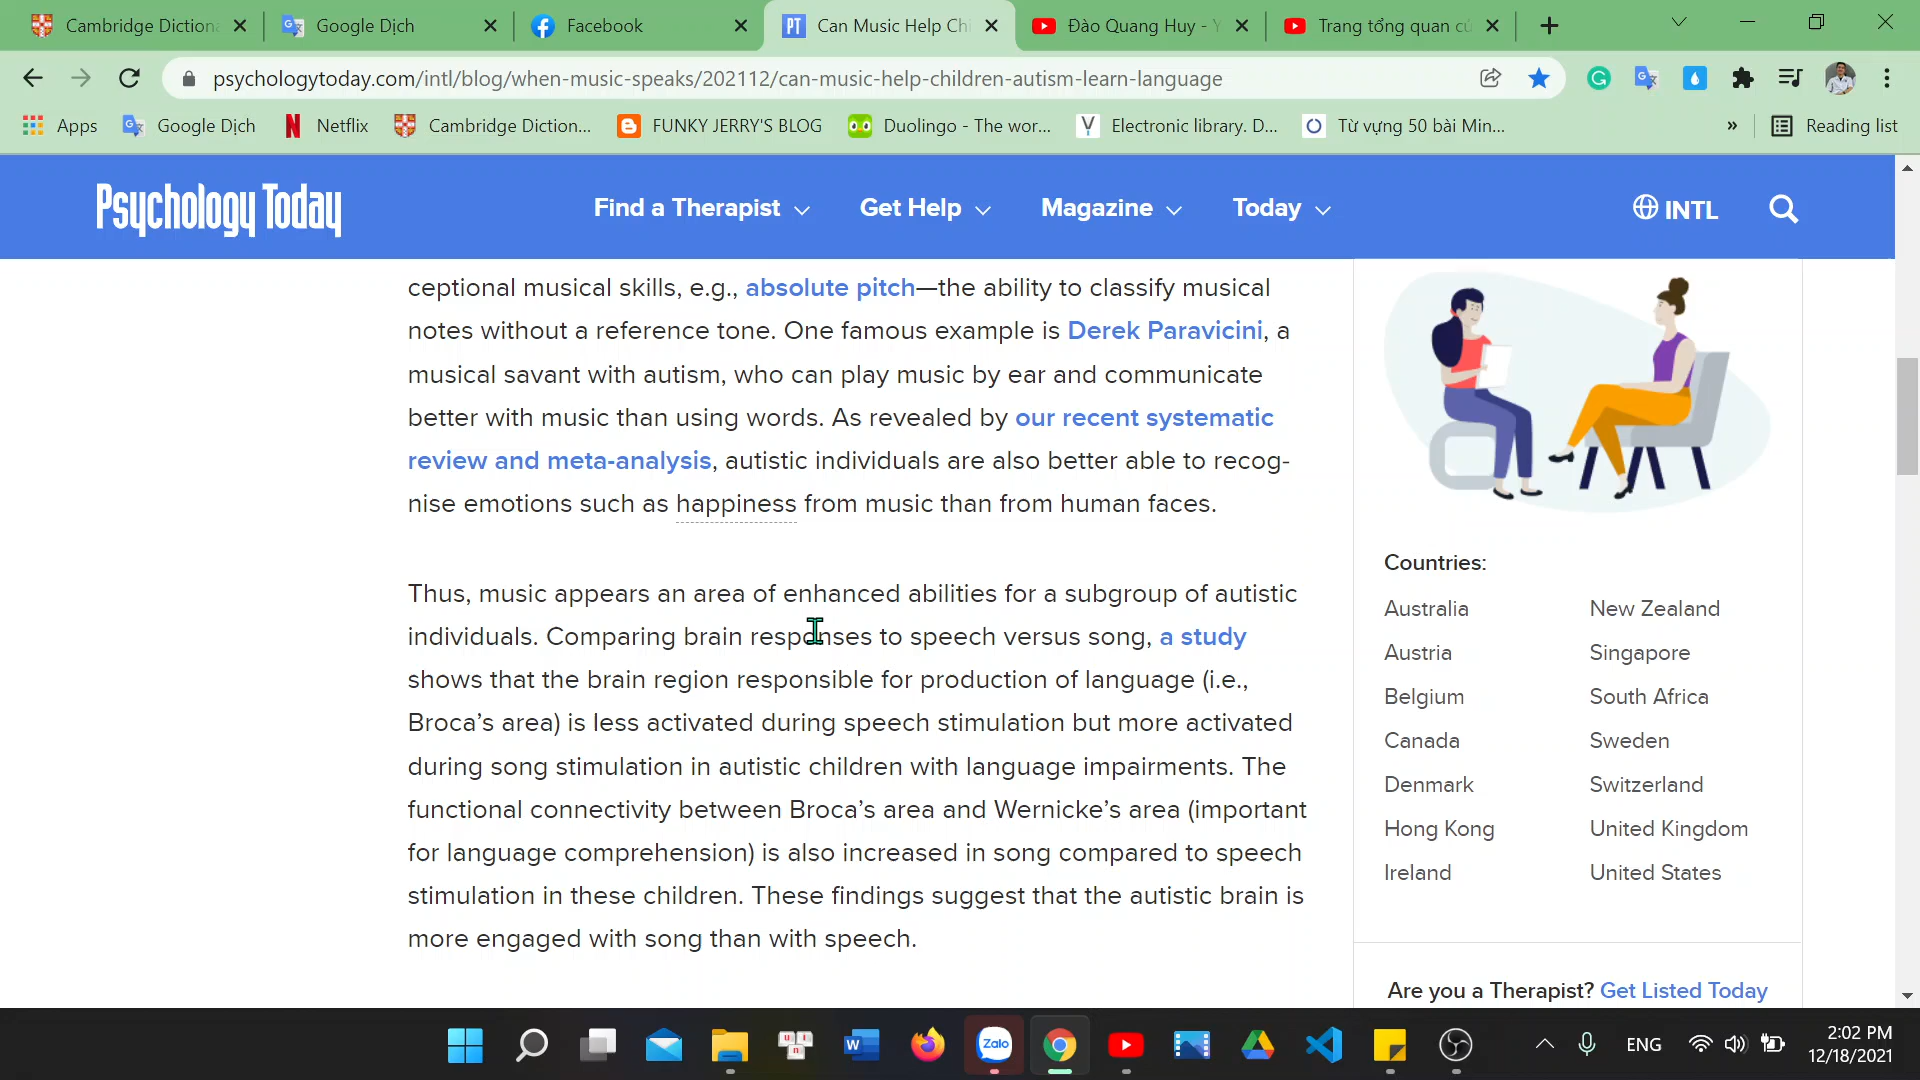 Cambridge Dictiona
Google Dịch
Facebook
Can Music Help Chi
Đào Quang Huy - Y
Trang tổng quan củ
psychologytoday.com/intl/blog/when-music-speaks/202112/can-music-help-children-autism-learn-language
Apps
Google Dịch
Netflix
Cambridge Diction...
FUNKY JERRY'S BLOG
Duolingo - The wor...
Electronic library. D...
Từ vựng 50 bài Min...
»
Reading list
Psychology Today
Find a Therapist
Get Help
Magazine
Today
INTL
ceptional musical skills, e.g., absolute pitch—the ability to classify musical
notes without a reference tone. One famous example is Derek Paravicini, a
musical savant with autism, who can play music by ear and communicate
better with music than using words. As revealed by our recent systematic
review and meta-analysis, autistic individuals are also better able to recog-
nise emotions such as happiness from music than from human faces.
Thus, music appears an area of enhanced abilities for a subgroup of autistic
individuals. Comparing brain responses to speech versus song, a study
shows that the brain region responsible for production of language (i.e.,
Broca’s area) is less activated during speech stimulation but more activated
during song stimulation in autistic children with language impairments. The
functional connectivity between Broca’s area and Wernicke’s area (important
for language comprehension) is also increased in song compared to speech
stimulation in these children. These findings suggest that the autistic brain is
more engaged with song than with speech.
Countries:
Australia
New Zealand
Austria
Singapore
Belgium
South Africa
Canada
Sweden
Denmark
Switzerland
Hong Kong
United Kingdom
Ireland
United States
Are you a Therapist? Get Listed Today
Zalo
ENG
2:02 PM
12/18/2021